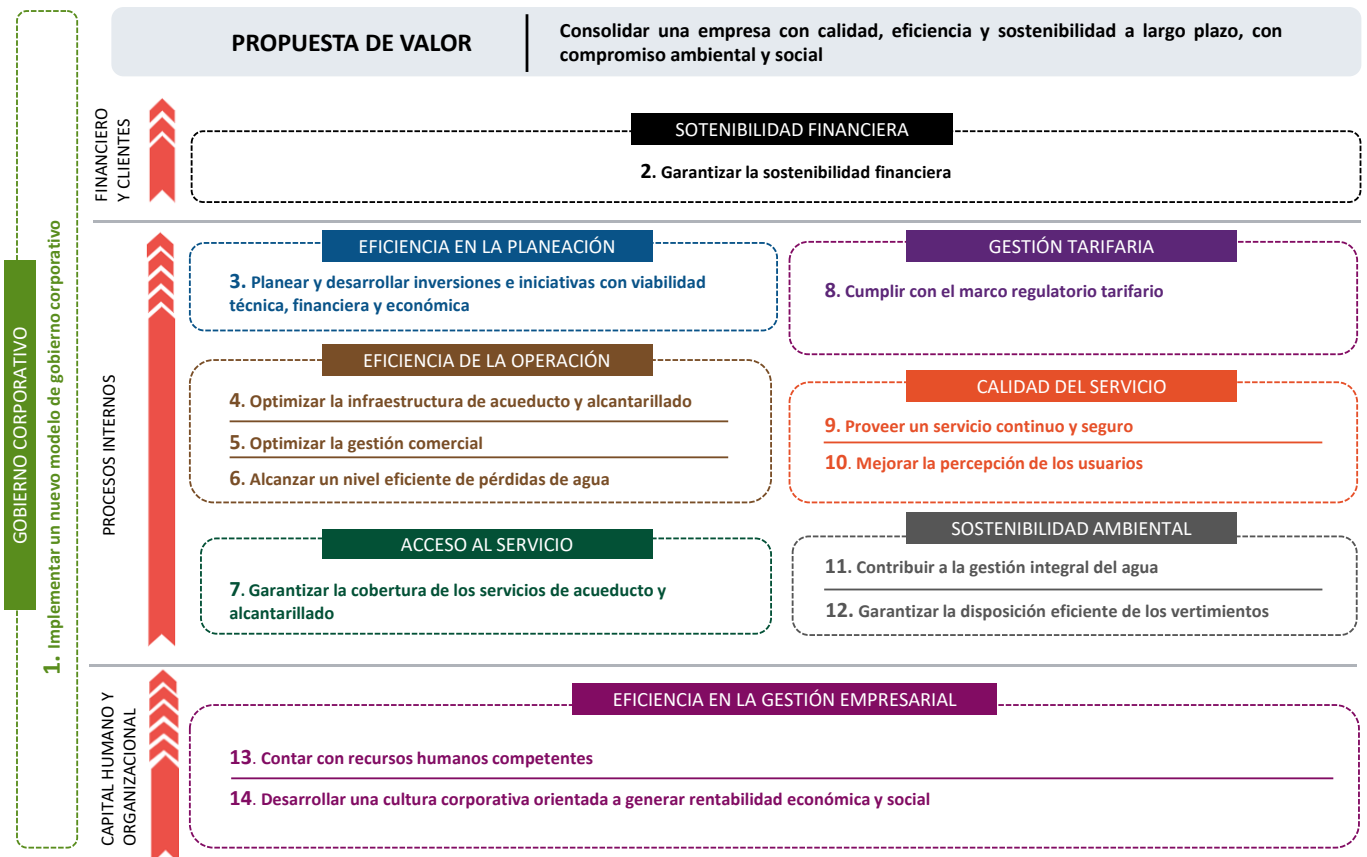 PROPUESTA DE VALOR
Consolidar una empresa con calidad, eficiencia y sostenibilidad a largo plazo, con
compromiso ambiental y social
GOBIERNO CORPORATIVO
1. Implementar un nuevo modelo de gobierno corporativo
FINANCIERO
Y CLIENTES
SOTENIBILIDAD FINANCIERA
2. Garantizar la sostenibilidad financiera
PROCESOS INTERNOS
EFICIENCIA EN LA PLANEACIÓN
3. Planear y desarrollar inversiones e iniciativas con viabilidad
técnica, financiera y económica
EFICIENCIA DE LA OPERACIÓN
4. Optimizar la infraestructura de acueducto y alcantarillado
5. Optimizar la gestión comercial
6. Alcanzar un nivel eficiente de pérdidas de agua
ACCESO AL SERVICIO
7. Garantizar la cobertura de los servicios de acueducto y
alcantarillado
GESTIÓN TARIFARIA
8. Cumplir con el marco regulatorio tarifario
CALIDAD DEL SERVICIO
9. Proveer un servicio continuo y seguro
10. Mejorar la percepción de los usuarios
SOSTENIBILIDAD AMBIENTAL
11. Contribuir a la gestión integral del agua
12. Garantizar la disposición eficiente de los vertimientos
CAPITAL HUMANO Y
ORGANIZACIONAL
EFICIENCIA EN LA GESTIÓN EMPRESARIAL
13. Contar con recursos humanos competentes
14. Desarrollar una cultura corporativa orientada a generar rentabilidad económica y social